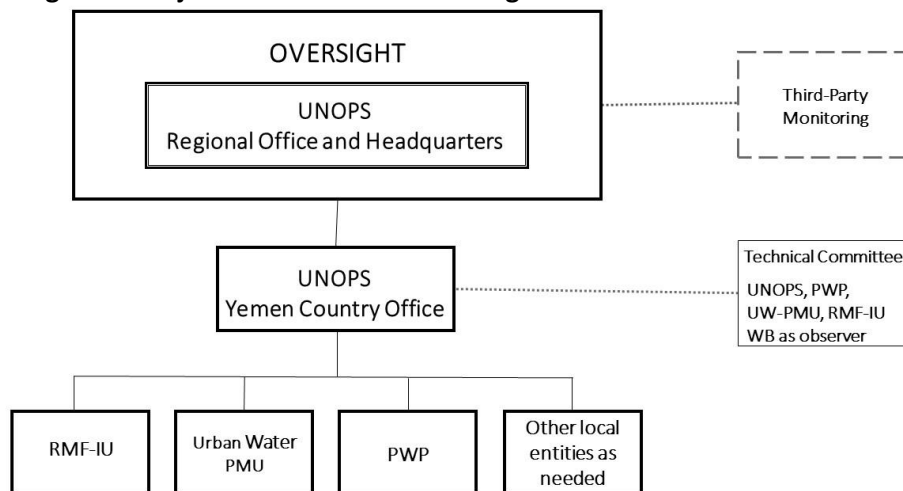 OVERSIGHT
UNOPS
Regional Office and Headquarters
Third-Party
Monitoring
UNOPS
Yemen Country Office
Technical Committee
UNOPS, PWP,
UW-PMU, RMF-IU
WB as observer
RMF-IU
Urban Water
PMU
PWP
Other local
entities as
needed